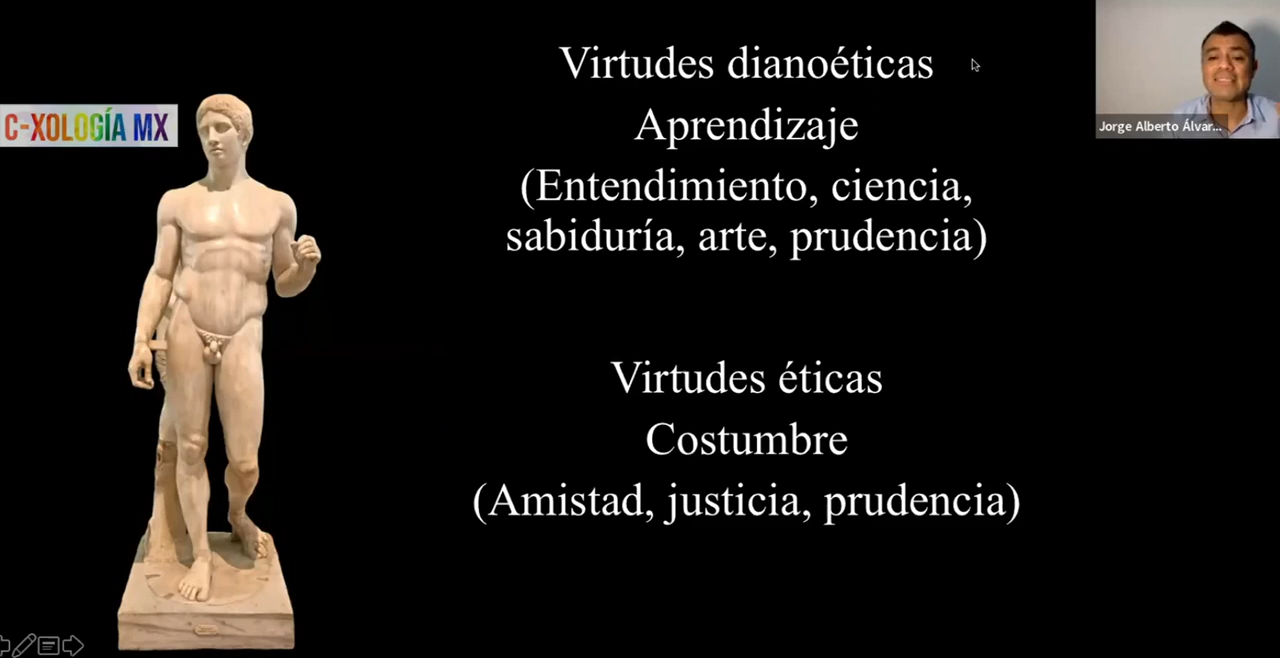 Virtudes dianoéticas
Aprendizaje
(Entendimiento, ciencia,
sabiduría, arte, prudencia)
Virtudes éticas
Costumbre
(Amistad, justicia, prudencia)
C-XOLOGÍA MX
Jorge Alberto Álvar...